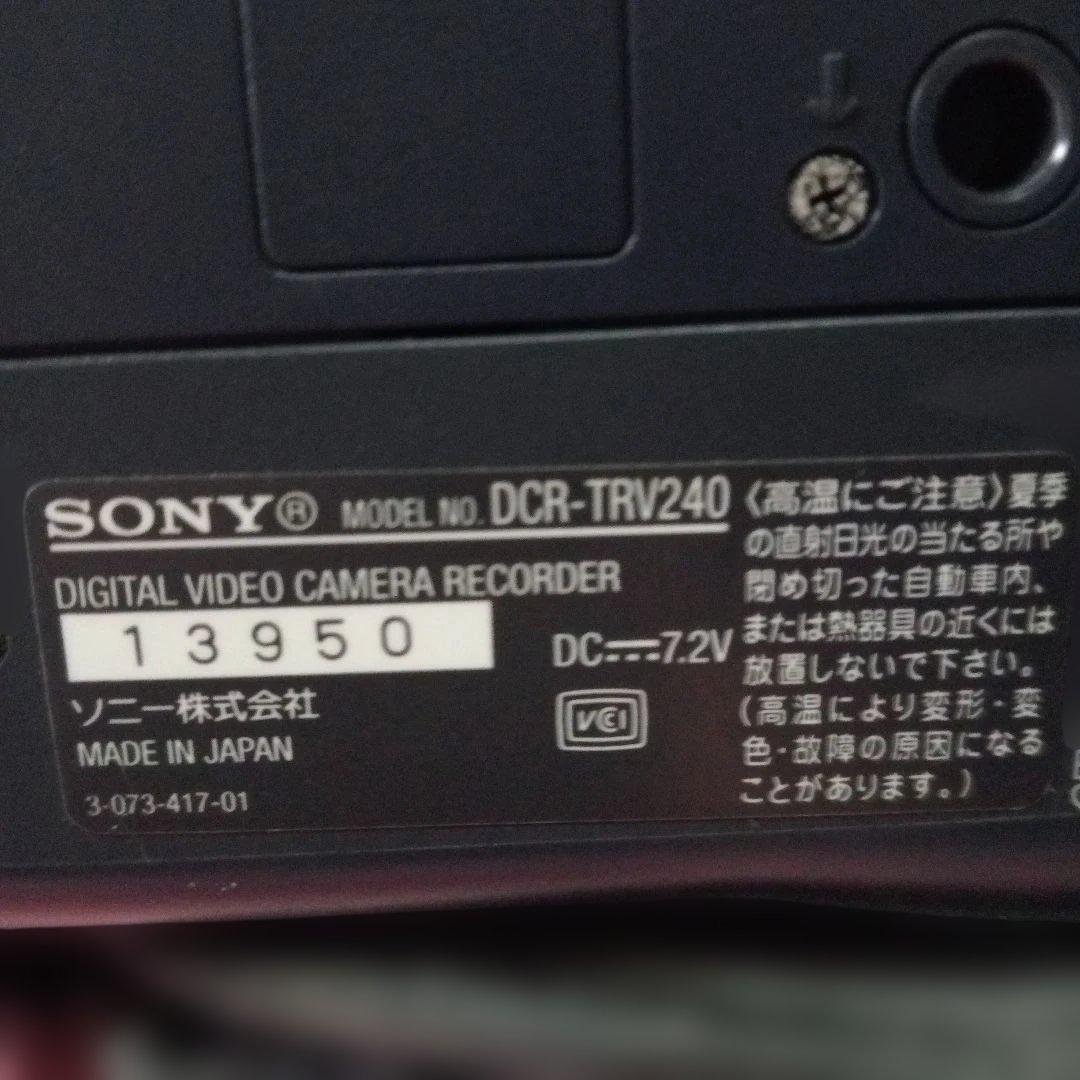 SONY® MODEL NO. DCR-TRV240
DIGITAL VIDEO CAMERA RECORDER
13950
DC 7.2V
ソニー株式会社
VCI
MADE IN JAPAN
3-073-417-01
〈高温にご注意〉夏季
の直射日光の当たる所や
閉め切った自動車内、
または熱器具の近くには
放置しないで下さい。
(高温により変形・変
色・故障の原因になる
ことがあります。)